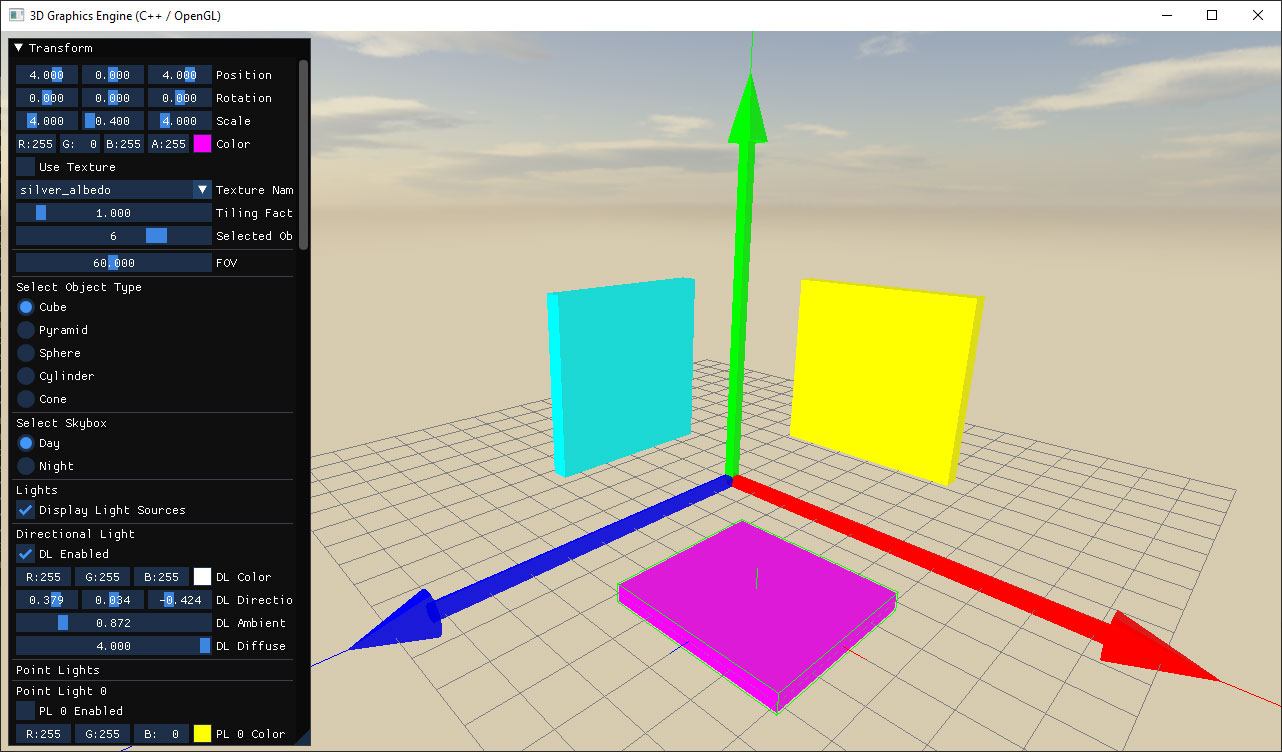 3D Graphics Engine (C++ / OpenGL)
Transform
4.000 0.000 4.000 Position
0.000 0.000 0.000 Rotation
4.000 0.400 4.000 Scale
R:255 G: 0 B:255 A:255 Color
Use Texture
silver_albedo Texture Nam
1.000 Tiling Fact
6 Selected Ob
60.000 FOV
Select Object Type
Cube
Pyramid
Sphere
Cylinder
Cone
Select Skybox
Day
Night
Lights
Display Light Sources
Directional Light
DL Enabled
R:255 G:255 B:255 DL Color
0.379 0.034 -0.424 DL Directio
0.872 DL Ambient
4.000 DL Diffuse
Point Lights
Point Light 0
PL 0 Enabled
R:255 G:255 B: 0 PL 0 Color